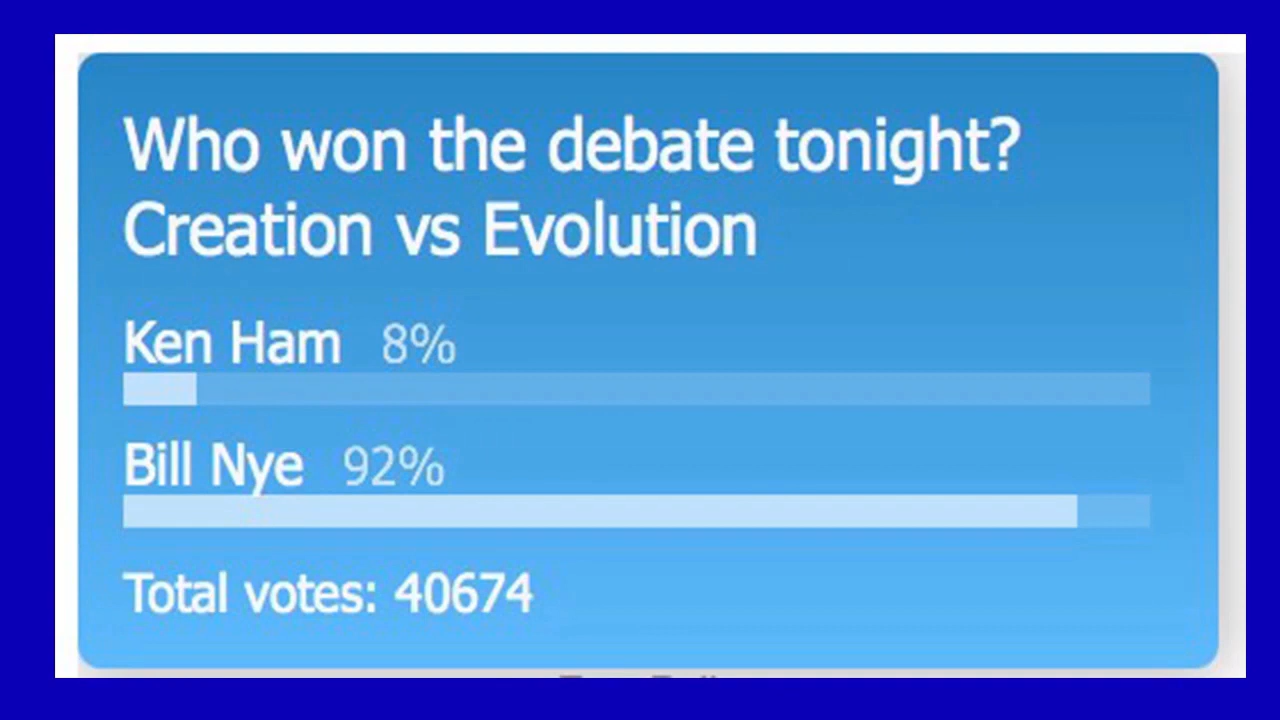 Who won the debate tonight?
Creation vs Evolution
Ken Ham 8%
Bill Nye 92%
Total votes: 40674